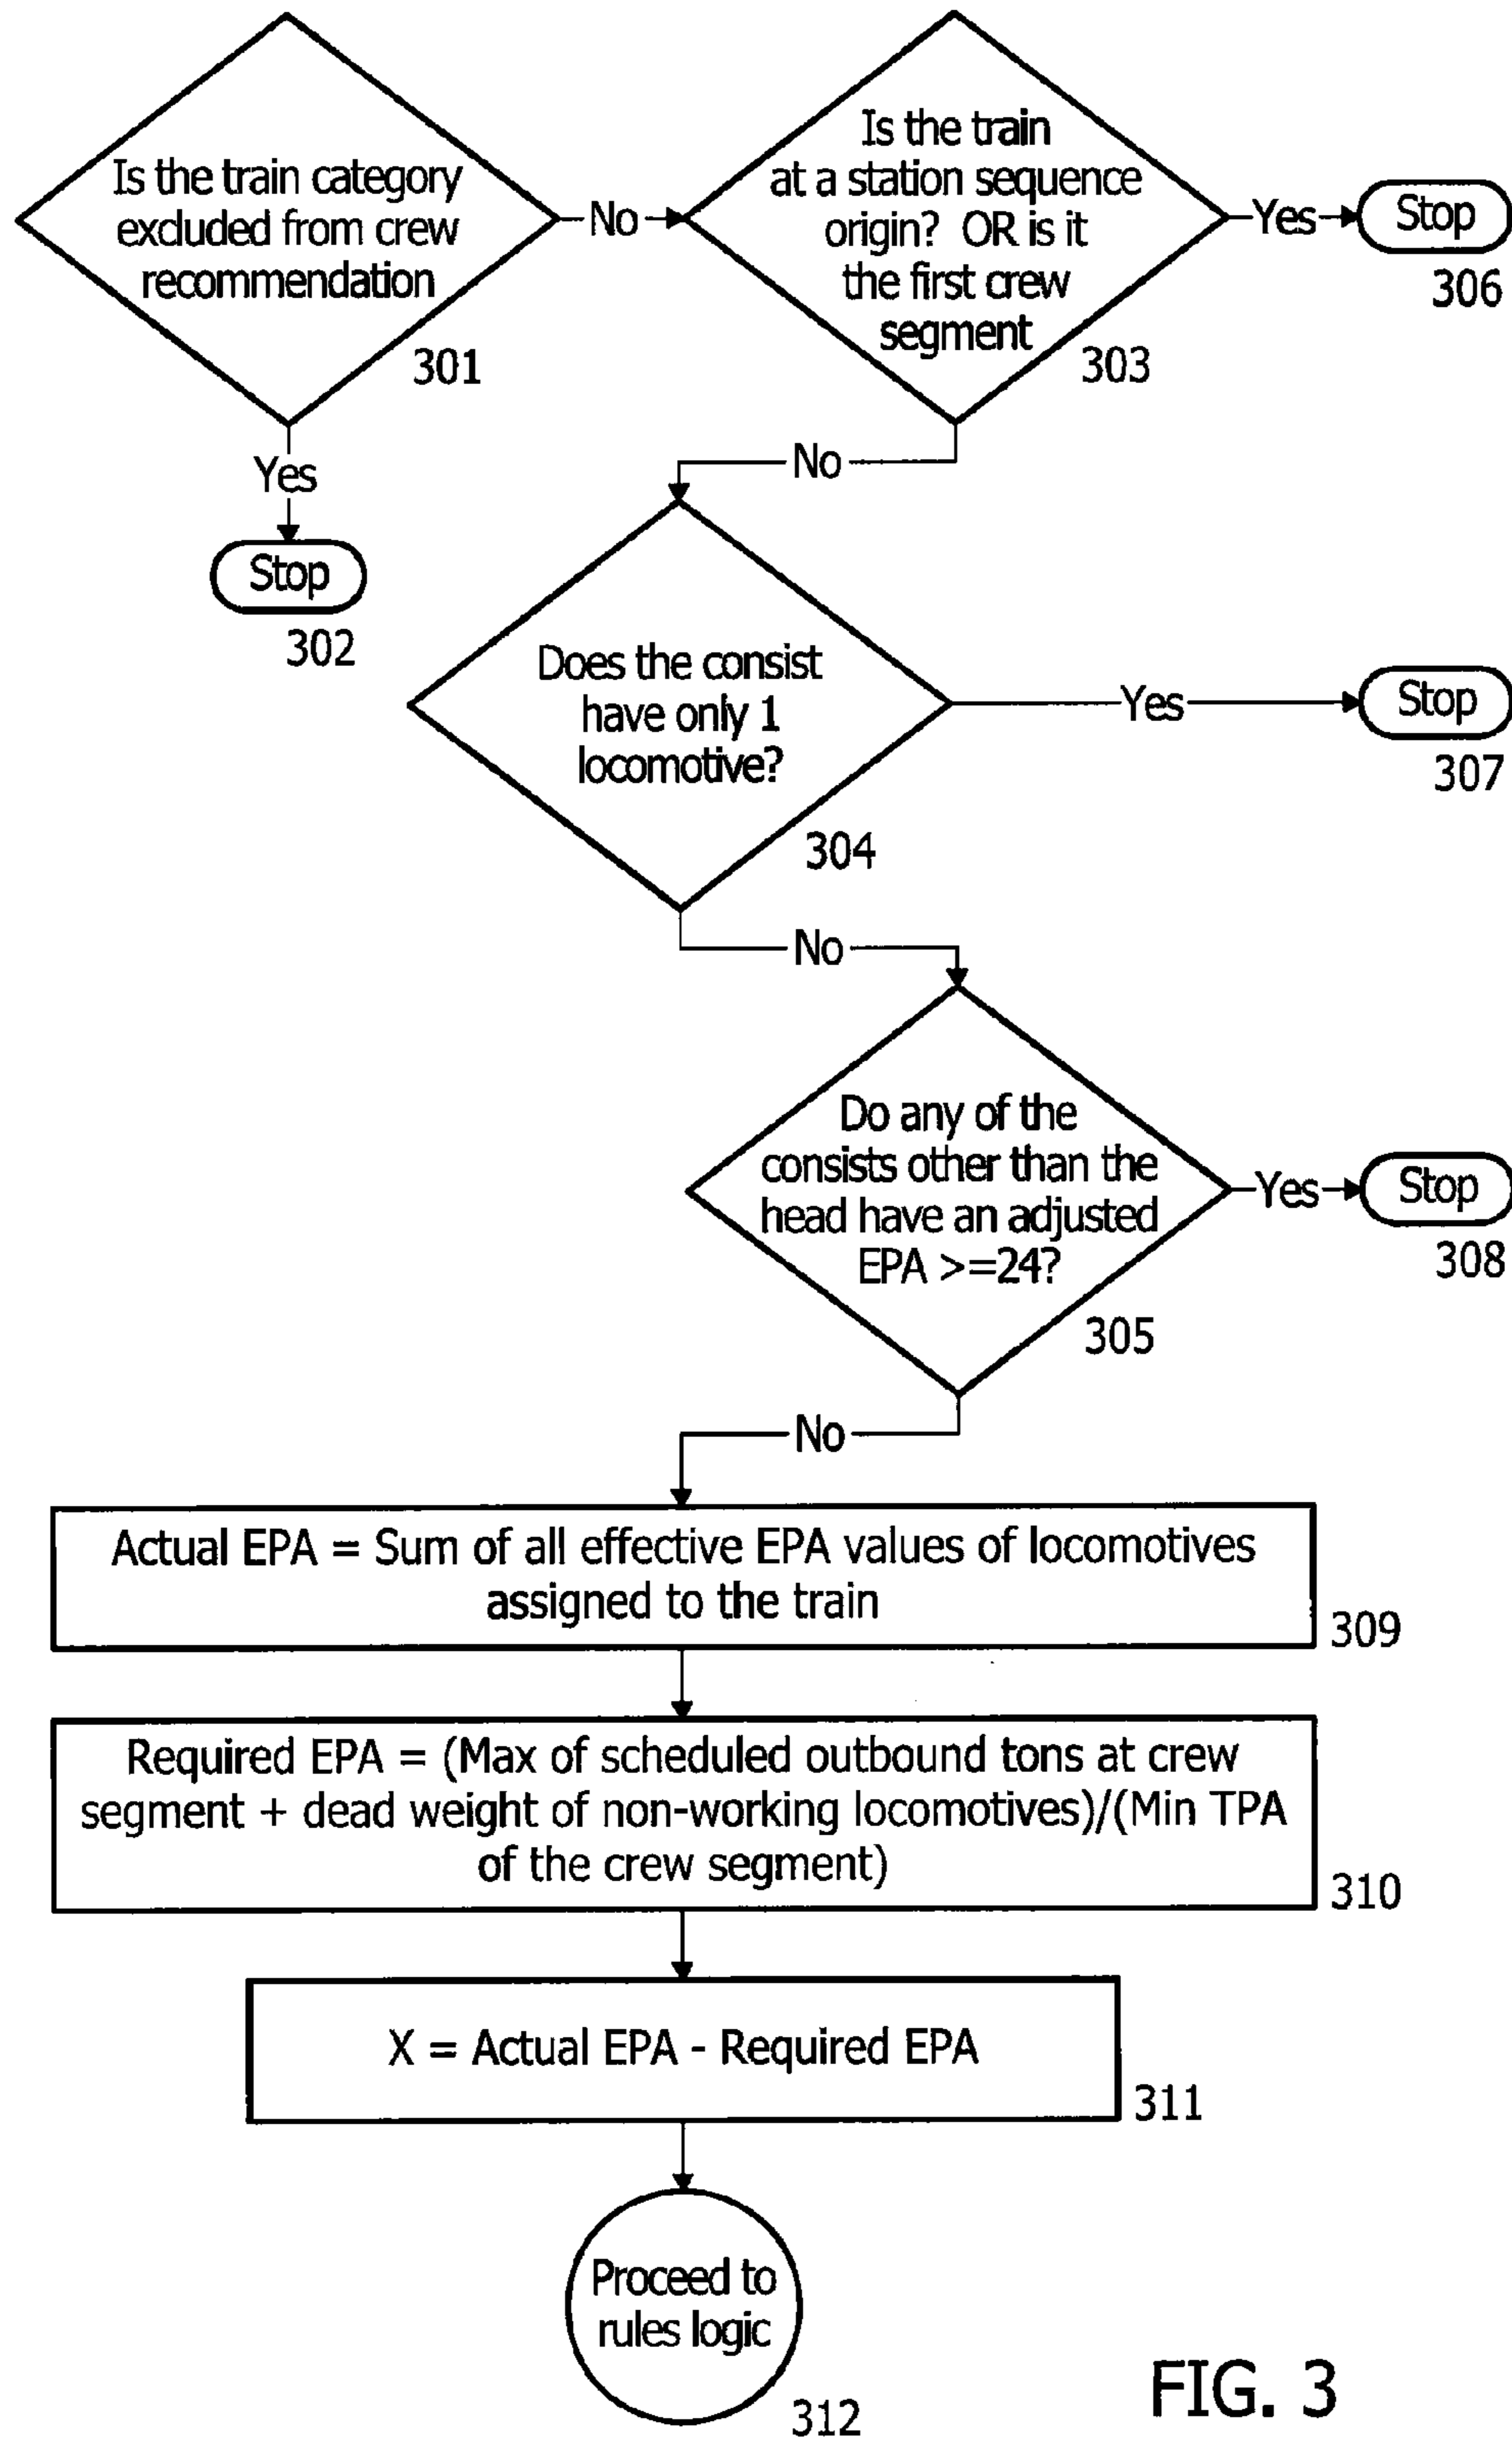 Is the train category
excluded from crew
recommendation
301
No
Is the train
at a station sequence
origin? OR is it
the first crew
segment
303
Yes
Stop
306
Yes
Stop
302
No
Does the consist
have only 1
locomotive?
304
Yes
Stop
307
No
Do any of the
consists other than the
head have an adjusted
EPA >=24?
305
Yes
Stop
308
No
Actual EPA = Sum of all effective EPA values of locomotives
assigned to the train
309
Required EPA = (Max of scheduled outbound tons at crew
segment + dead weight of non-working locomotives)/(Min TPA
of the crew segment)
310
X = Actual EPA - Required EPA
311
Proceed to
rules logic
312
FIG. 3